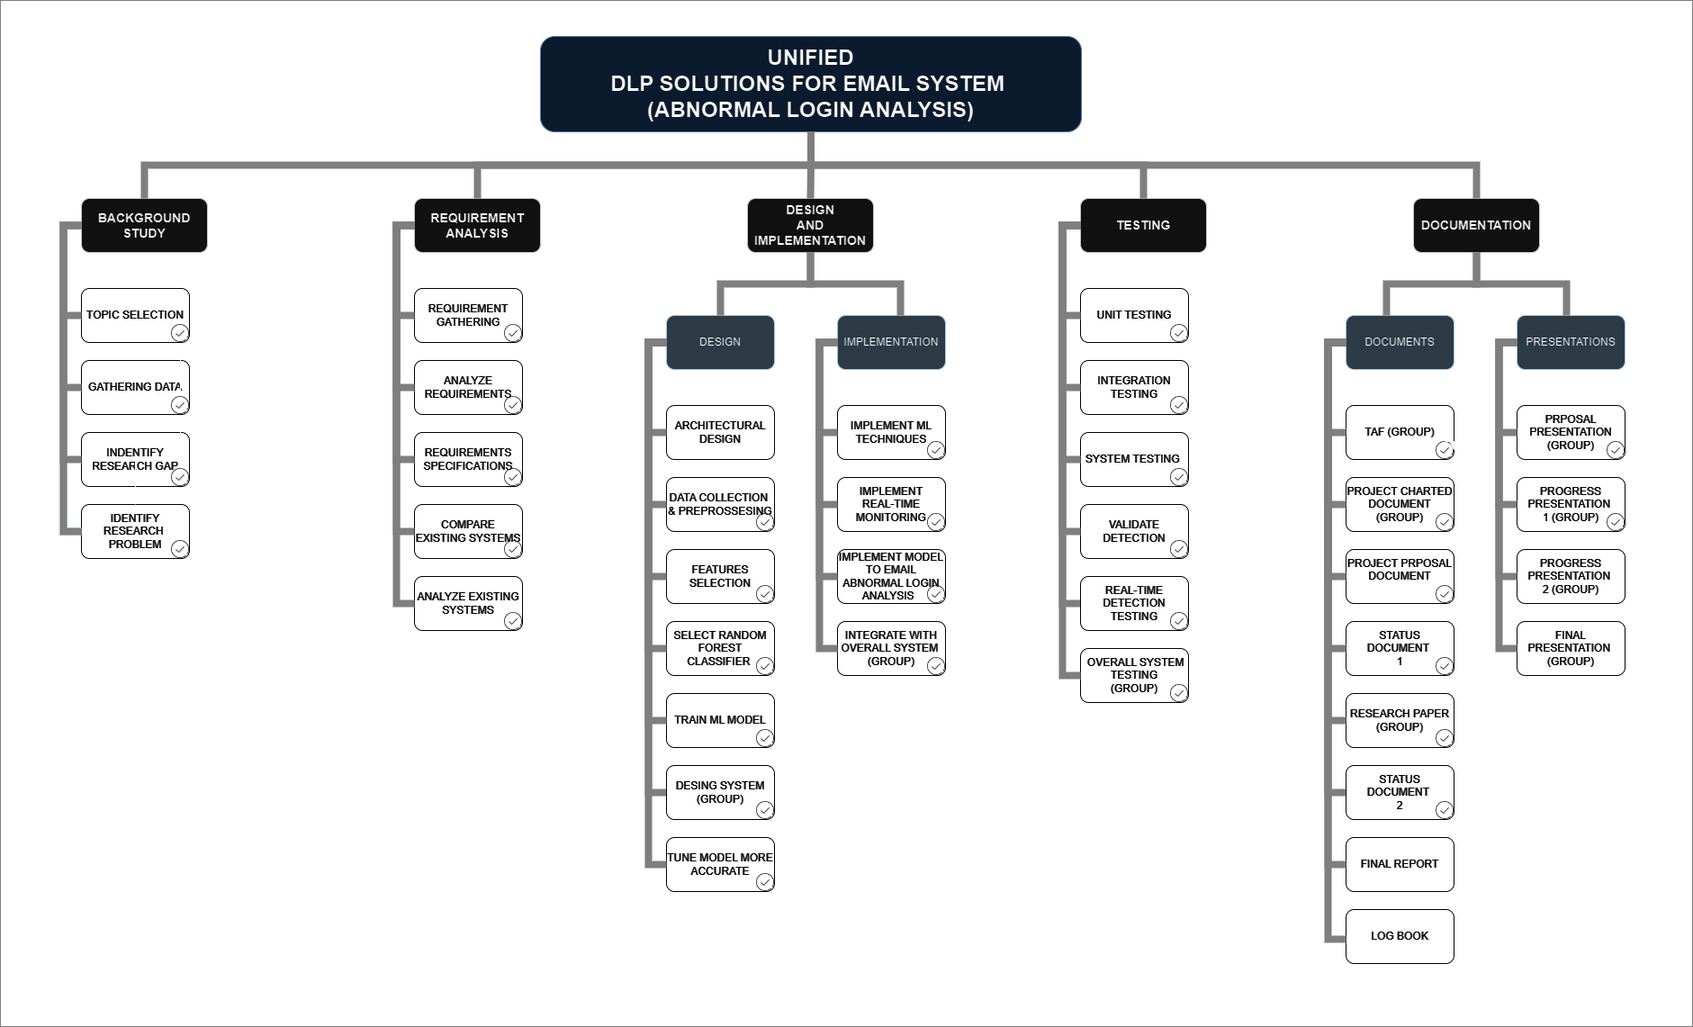 UNIFIED
DLP SOLUTIONS FOR EMAIL SYSTEM
(ABNORMAL LOGIN ANALYSIS)
BACKGROUND
STUDY
TOPIC SELECTION
GATHERING DATA.
INDENTIFY
RESEARCH GAP
IDENTIFY
RESEARCH
PROBLEM
REQUIREMENT
ANALYSIS
REQUIREMENT
GATHERING
ANALYZE
REQUIREMENTS
REQUIREMENTS
SPECIFICATIONS
COMPARE
EXISTING SYSTEMS
ANALYZE EXISTING
SYSTEMS
DESIGN
AND
IMPLEMENTATION
DESIGN
ARCHITECTURAL
DESIGN
DATA COLLECTION
& PREPROSSESING
FEATURES
SELECTION
SELECT RANDOM
FOREST
CLASSIFIER
TRAIN ML MODEL
DESING SYSTEM
(GROUP)
TUNE MODEL MORE
ACCURATE
IMPLEMENTATION
IMPLEMENT ML
TECHNIQUES
IMPLEMENT
REAL-TIME
MONITORING
IMPLEMENT MODEL
TO EMAIL
ABNORMAL LOGIN
ANALYSIS
INTEGRATE WITH
OVERALL SYSTEM
(GROUP)
TESTING
UNIT TESTING
INTEGRATION
TESTING
SYSTEM TESTING
VALIDATE
DETECTION
REAL-TIME
DETECTION
TESTING
OVERALL SYSTEM
TESTING
(GROUP)
DOCUMENTATION
DOCUMENTS
TAF (GROUP)
PROJECT CHARTED
DOCUMENT
(GROUP)
PROJECT PRPOSAL
DOCUMENT
STATUS
DOCUMENT
1
RESEARCH PAPER
(GROUP)
STATUS
DOCUMENT
2
FINAL REPORT
LOG BOOK
PRESENTATIONS
PRPOSAL
PRESENTATION
(GROUP)
PROGRESS
PRESENTATION
1 (GROUP)
PROGRESS
PRESENTATION
2 (GROUP)
FINAL
PRESENTATION
(GROUP)